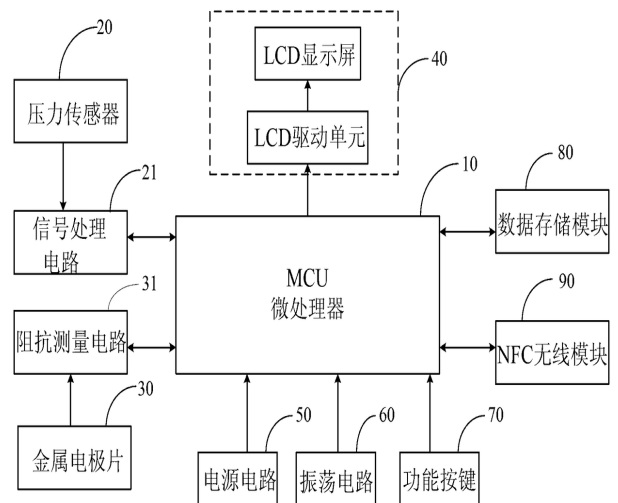 20
压力传感器
LCD显示屏
LCD驱动单元
40
21
信号处理
电路
10
MCU
微处理器
80
数据存储模块
31
阻抗测量电路
90
NFC无线模块
30
金属电极片
50
电源电路
60
振荡电路
70
功能按键